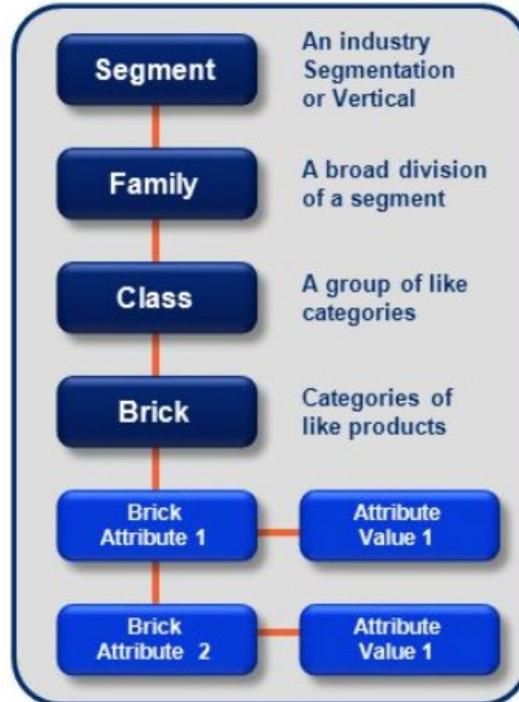 Segment
An industry
Segmentation
or Vertical
Family
A broad division
of a segment
Class
A group of like
categories
Brick
Categories of
like products
Brick
Attribute 1
Attribute
Value 1
Brick
Attribute 2
Attribute
Value 1